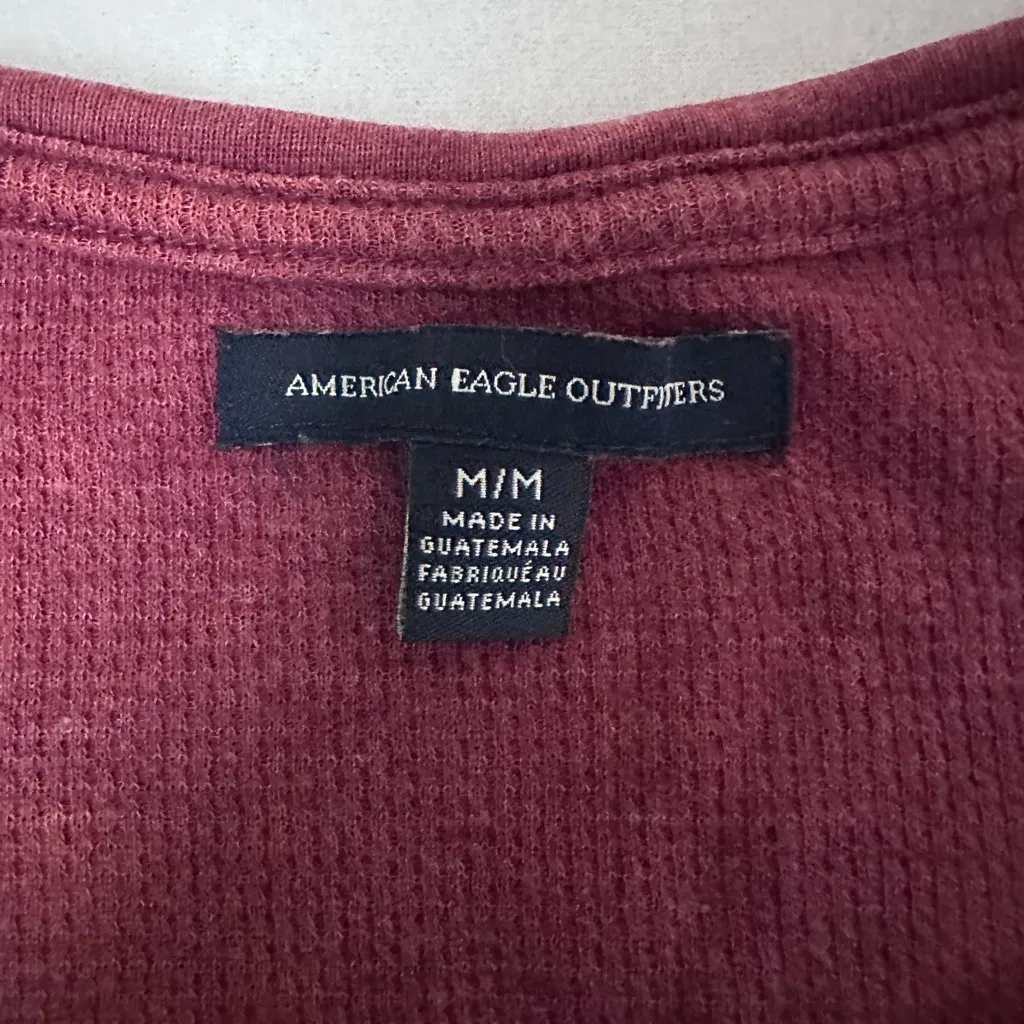 AMERICAN EAGLE OUTFITTERS
M/M
MADE IN
GUATEMALA
FABRIQUÉ AU
GUATEMALA